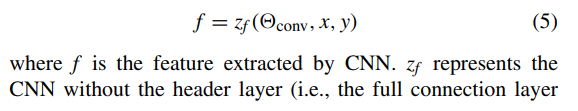 f = z_f(Θ_conv, x, y) (5)
where f is the feature extracted by CNN. z_f represents the
CNN without the header layer (i.e., the full connection layer